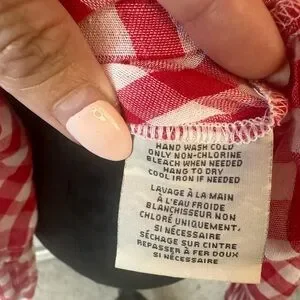 HAND WASH COLD
ONLY NON-CHLORINE
BLEACH WHEN NEEDED
HANG TO DRY
COOL IRON IF NEEDED
LAVAGE À LA MAIN
À L'EAU FROIDE
BLANCHISSEUR NON
CHLORÉ UNIQUEMENT,
SI NÉCESSAIRE
SÉCHAGE SUR CINTRE
REPASSER À FER DOUX
SI NÉCESSAIRE